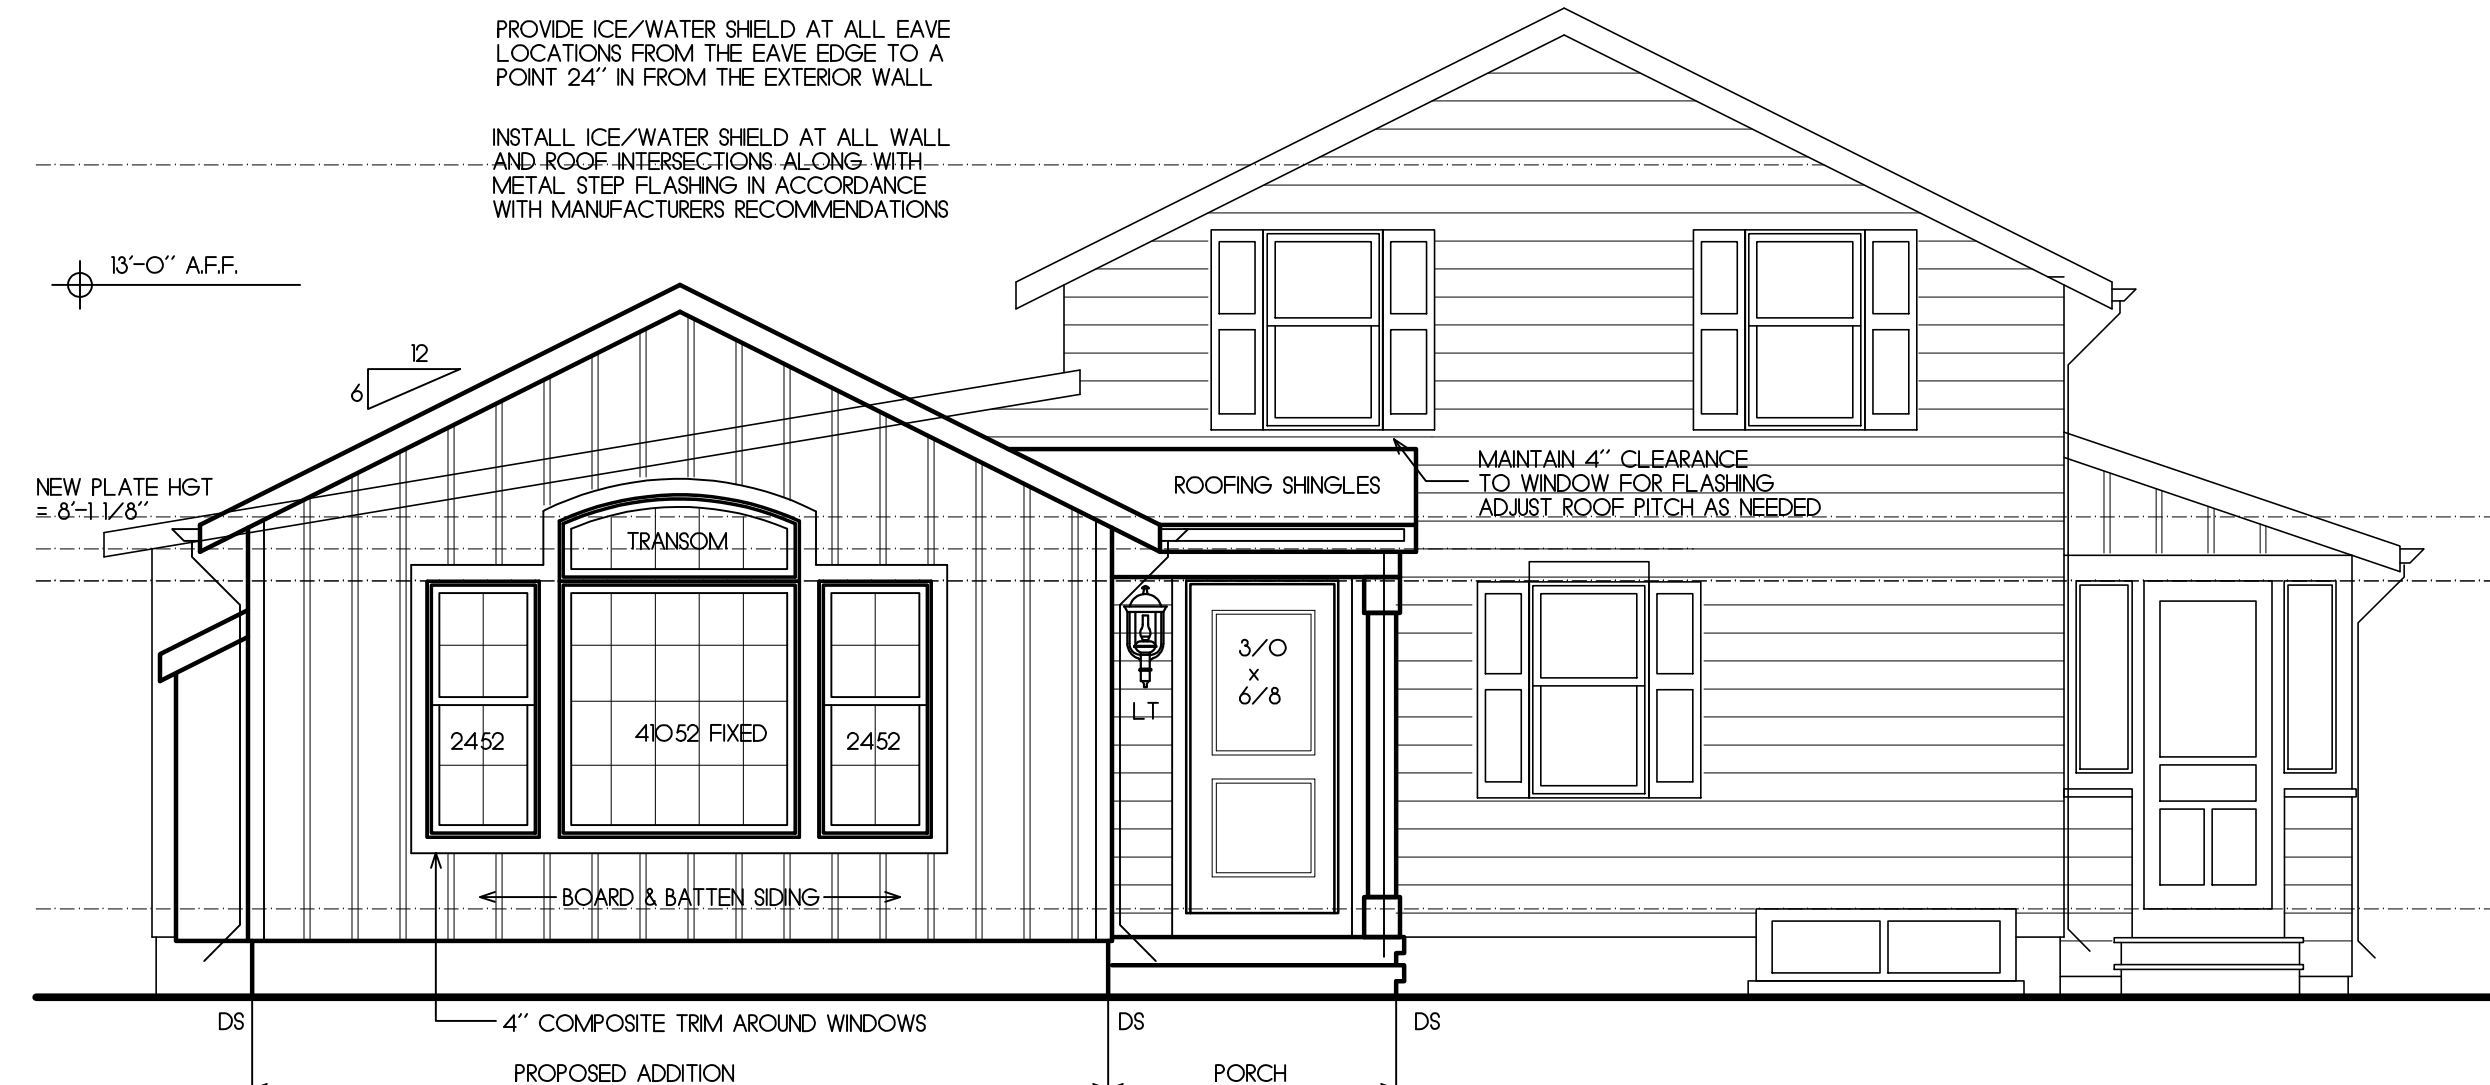 PROVIDE ICE/WATER SHIELD AT ALL EAVE
LOCATIONS FROM THE EAVE EDGE TO A
POINT 24'' IN FROM THE EXTERIOR WALL
INSTALL ICE/WATER SHIELD AT ALL WALL
AND ROOF INTERSECTIONS ALONG WITH
METAL STEP FLASHING IN ACCORDANCE
WITH MANUFACTURERS RECOMMENDATIONS
13'-0'' A.F.F.
12
6
NEW PLATE HGT
= 8'-1 1/8''
ROOFING SHINGLES
MAINTAIN 4'' CLEARANCE
TO WINDOW FOR FLASHING
ADJUST ROOF PITCH AS NEEDED
TRANSOM
2452
41052 FIXED
2452
LT
3/0
x
6/8
BOARD & BATTEN SIDING
DS
4'' COMPOSITE TRIM AROUND WINDOWS
DS
DS
PROPOSED ADDITION
PORCH